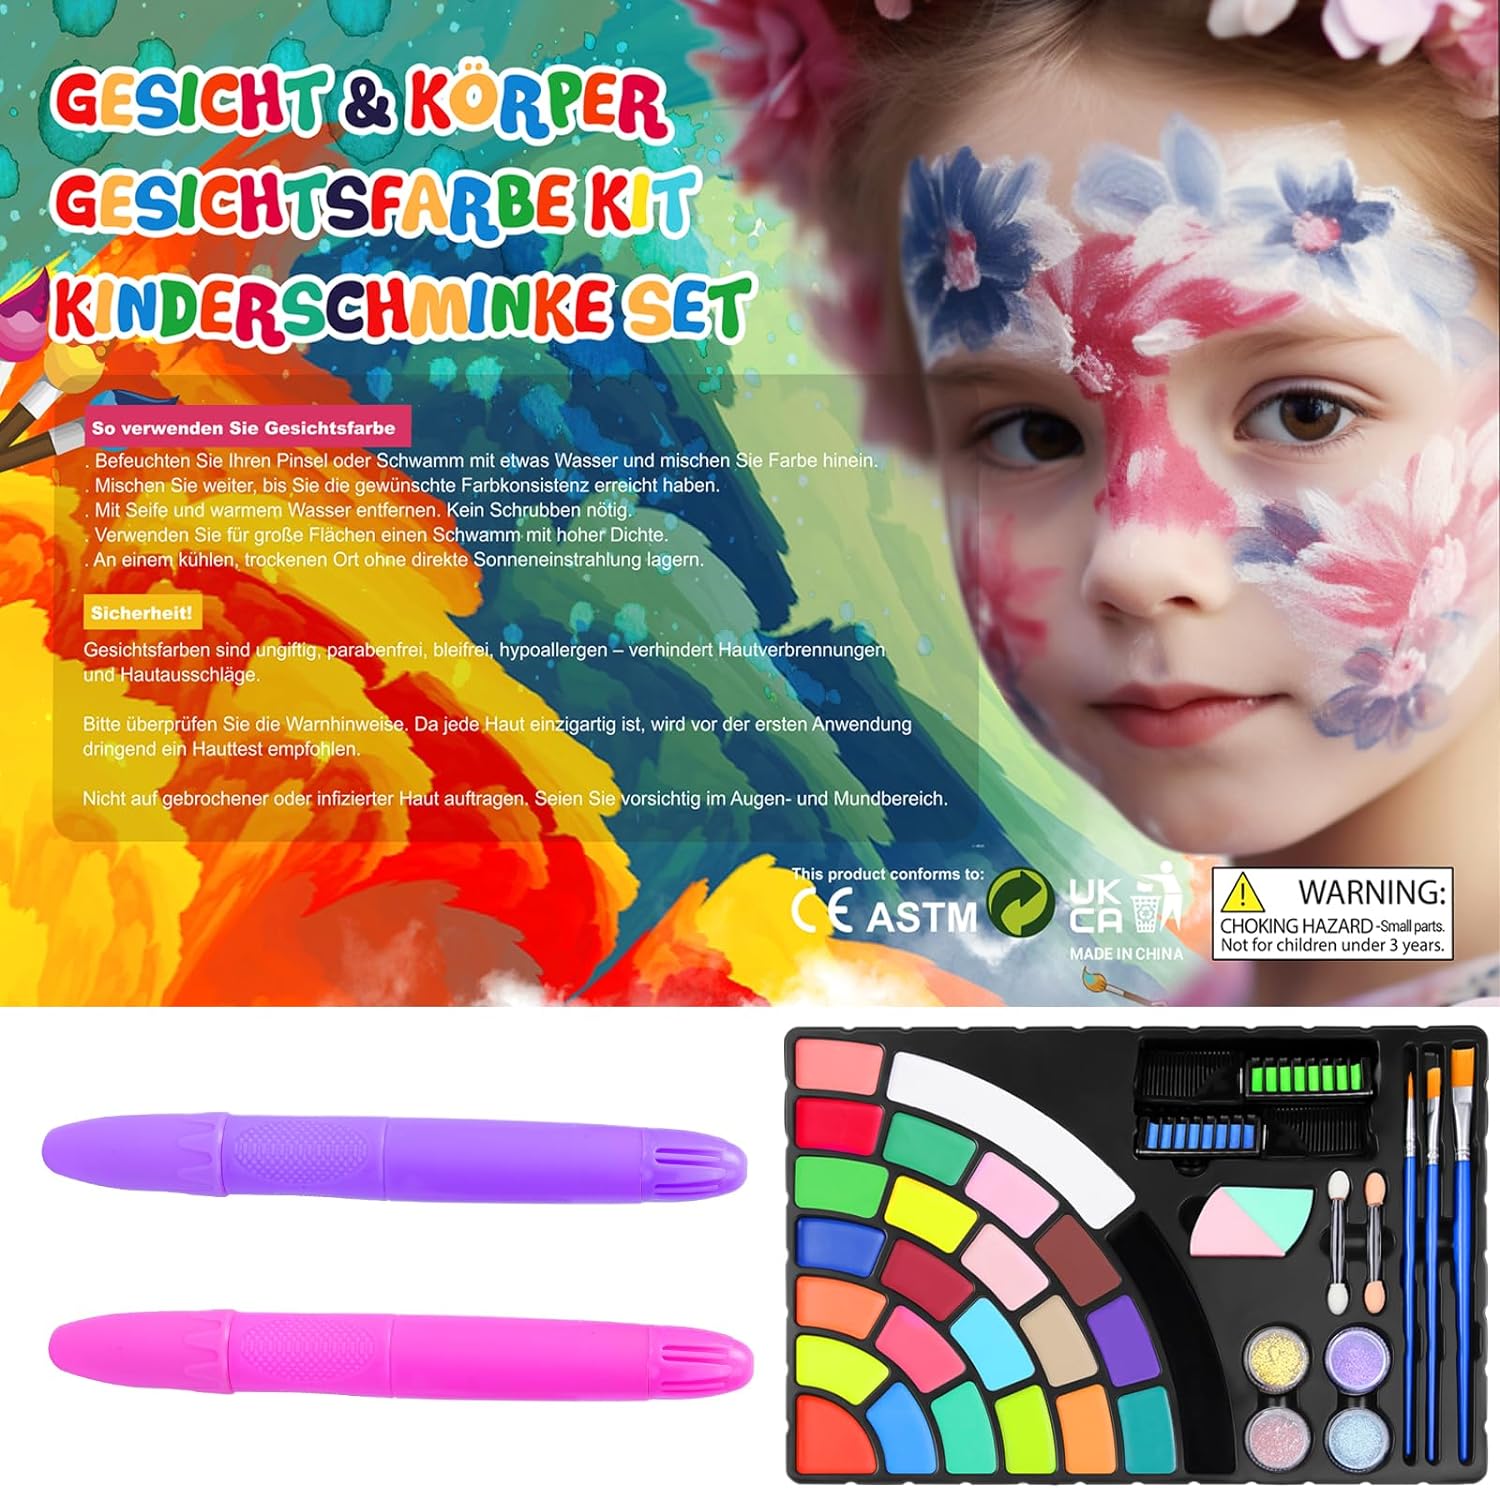 GESICHT & KÖRPER
GESICHTSFARBE KIT
KINDERSCHMINKE SET
So verwenden Sie Gesichtsfarbe
. Befeuchten Sie Ihren Pinsel oder Schwamm mit etwas Wasser und mischen Sie Farbe hinein.
. Mischen Sie weiter, bis Sie die gewünschte Farbkonsistenz erreicht haben.
. Mit Seife und warmem Wasser entfernen. Kein Schrubben nötig.
. Verwenden Sie für große Flächen einen Schwamm mit hoher Dichte.
. An einem kühlen, trockenen Ort ohne direkte Sonneneinstrahlung lagern.
Sicherheit!
Gesichtsfarben sind ungiftig, parabenfrei, bleifrei, hypoallergen – verhindert Hautverbrennungen
und Hautausschläge.
Bitte überprüfen Sie die Warnhinweise. Da jede Haut einzigartig ist, wird vor der ersten Anwendung
dringend ein Hauttest empfohlen.
Nicht auf gebrochener oder infizierter Haut auftragen. Seien Sie vorsichtig im Augen- und Mundbereich.
This product conforms to:
CE ASTM
UK
CA
MADE IN CHINA
WARNING:
CHOKING HAZARD -Small parts.
Not for children under 3 years.